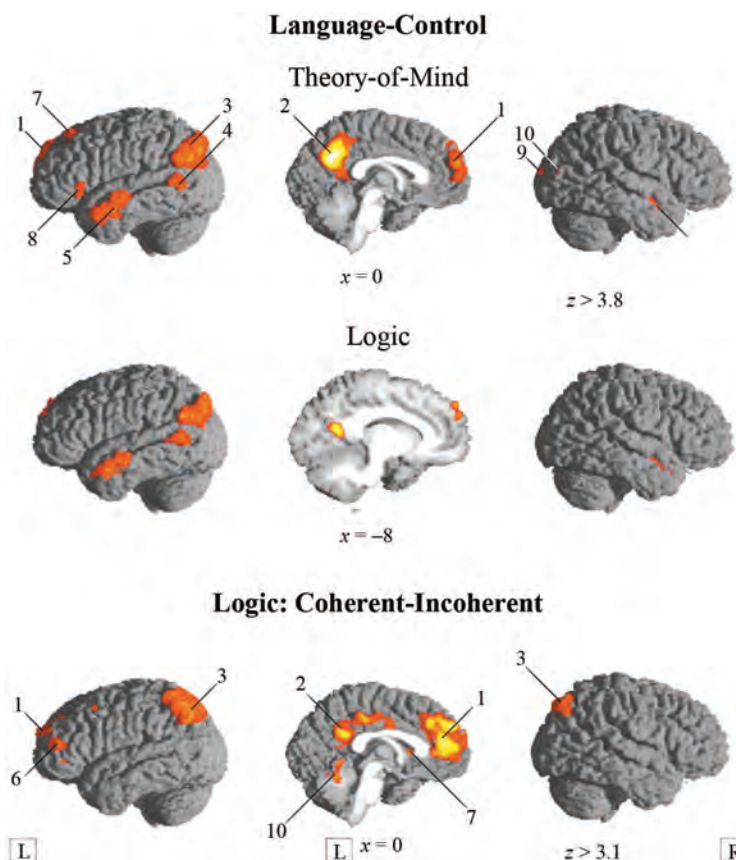 Language-Control
Theory-of-Mind
7
1
3
4
8
5
2
1
x = 0
10
9
z > 3.8
Logic
x = –8
Logic: Coherent-Incoherent
1
3
6
2
1
10
7
3
L
L
x = 0
z > 3.1
R